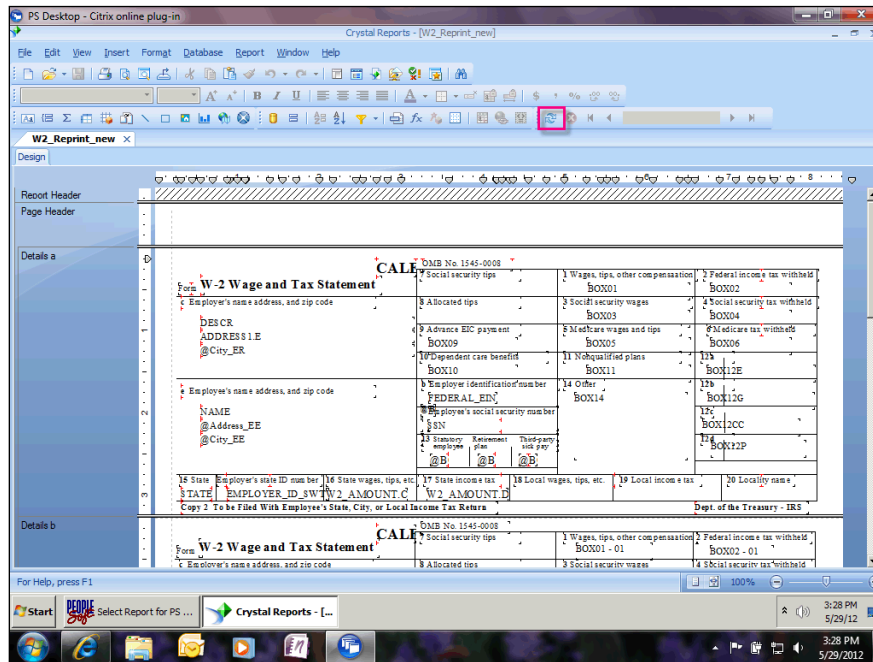 PS Desktop - Citrix online plug-in
Crystal Reports - [W2_Reprint_new]
File Edit View Insert Format Database Report Window Help
W2_Reprint_new ×
Design
Report Header
Page Header
Details a
CALE
OMB No. 1545-0008
Form W-2 Wage and Tax Statement
7 Social security tips
1 Wages, tips, other compensation
2 Federal income tax withheld
BOX01
BOX02
c Employer's name address, and zip code
8 Allocated tips
3 Social security wages
4 Social security tax withheld
BOX03
BOX04
DESCR
ADDRESS1.E
@City_ER
9 Advance EIC payment
5 Medicare wages and tips
6 Medicare tax withheld
BOX09
BOX05
BOX06
10 Dependent care benefits
11 Nonqualified plans
12a
BOX10
BOX11
BOX12E
e Employee's name address, and zip code
b Employer identification number
14 Other
12b
FEDERAL_EIN
BOX14
BOX12G
NAME
@Address_EE
@City_EE
Employee's social security number
12c
SSN
BOX12CC
13 Statutory employee
Retirement plan
Third-party sick pay
12d
BOX12P
@B
@B
@B
15 State
Employer's state ID number
16 State wages, tips, etc.
17 State income tax
18 Local wages, tips, etc.
19 Local income tax
20 Locality name
STATE
EMPLOYER_ID_SWT
W2_AMOUNT.C
W2_AMOUNT.D
Copy 2 To be Filed With Employee's State, City, or Local Income Tax Return
Dept. of the Treasury - IRS
Details b
CALE
OMB No. 1545-0008
Form W-2 Wage and Tax Statement
7 Social security tips
1 Wages, tips, other compensation
2 Federal income tax withheld
BOX01 - 01
BOX02 - 01
c Employer's name address, and zip code
8 Allocated tips
3 Social security wages
4 Social security tax withheld
For Help, press F1
100%
Start
PEOPLE Soft
Select Report for PS ...
Crystal Reports - [...
3:28 PM
5/29/12
3:28 PM
5/29/2012